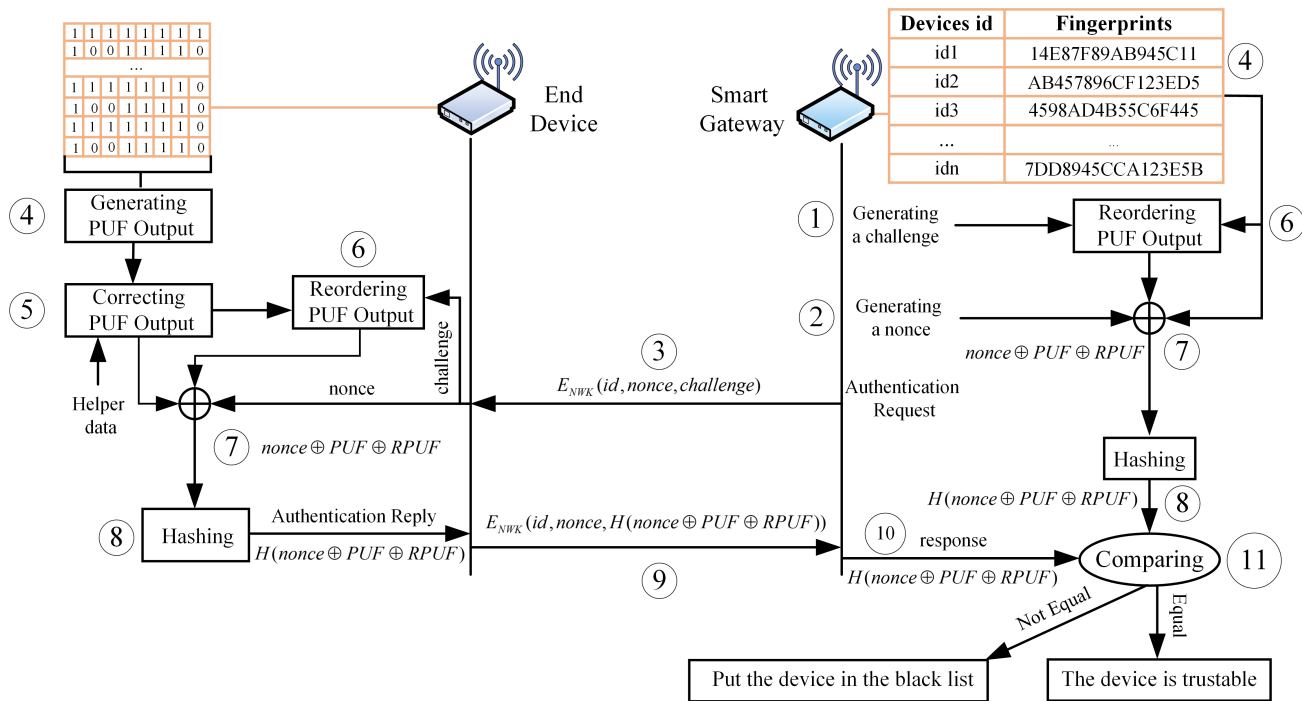 1 1 1 1 1 1 1 1
1 0 0 1 1 1 1 0
...
1 1 1 1 1 1 1 0
1 0 0 1 1 1 1 0
1 1 1 1 1 1 1 0
1 0 0 1 1 1 1 0
End
Device
Smart
Gateway
Devices id Fingerprints
id1 14E87F89AB945C11
id2 AB457896CF123ED5
id3 4598AD4B55C6F445
... ...
idn 7DD8945CCA123E5B
4
4
Generating
PUF Output
5
Correcting
PUF Output
Helper
data
6
Reordering
PUF Output
challenge
nonce
7
nonce ⊕ PUF ⊕ RPUF
8
Hashing
Authentication Reply
H(nonce ⊕ PUF ⊕ RPUF)
3
E_NWK(id, nonce, challenge)
E_NWK(id, nonce, H(nonce ⊕ PUF ⊕ RPUF))
9
1
Generating
a challenge
Reordering
PUF Output
6
2
Generating
a nonce
nonce ⊕ PUF ⊕ RPUF
7
Authentication
Request
Hashing
H(nonce ⊕ PUF ⊕ RPUF)
8
10
response
H(nonce ⊕ PUF ⊕ RPUF)
Comparing
11
Not Equal
Equal
Put the device in the black list
The device is trustable